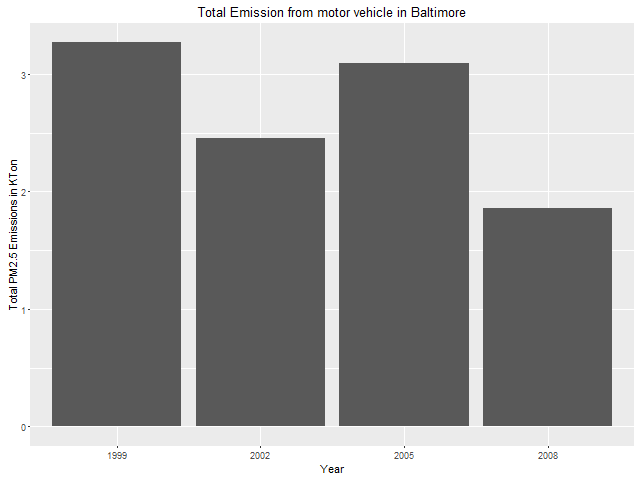 Total Emission from motor vehicle in Baltimore
Total PM2.5 Emissions in KTon
3
2
1
0
1999 2002 2005 2008
Year